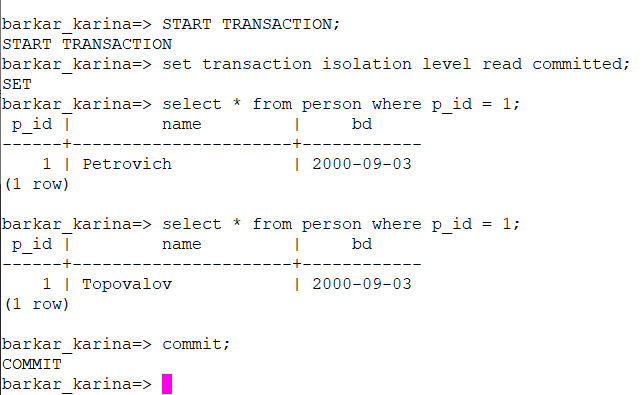 barkar_karina=> START TRANSACTION;
START TRANSACTION
barkar_karina=> set transaction isolation level read committed;
SET
barkar_karina=> select * from person where p_id = 1;
 p_id |         name         |     bd
------+----------------------+------------
    1 | Petrovich            | 2000-09-03
(1 row)

barkar_karina=> select * from person where p_id = 1;
 p_id |         name         |     bd
------+----------------------+------------
    1 | Topovalov            | 2000-09-03
(1 row)

barkar_karina=> commit;
COMMIT
barkar_karina=>